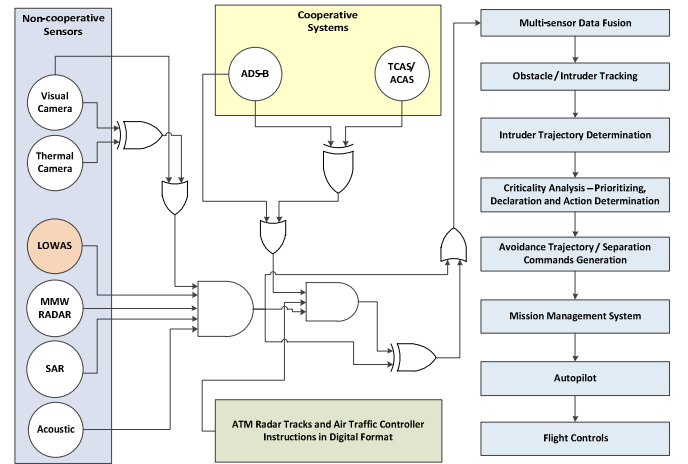 Non-cooperative
Sensors
Visual
Camera
Thermal
Camera
LOWAS
MMW
RADAR
SAR
Acoustic
Cooperative
Systems
ADS-B
TCAS/
ACAS
ATM Radar Tracks and Air Traffic Controller
Instructions in Digital Format
Multi-sensor Data Fusion
Obstacle / Intruder Tracking
Intruder Trajectory Determination
Criticality Analysis – Prioritizing,
Declaration and Action Determination
Avoidance Trajectory / Separation
Commands Generation
Mission Management System
Autopilot
Flight Controls